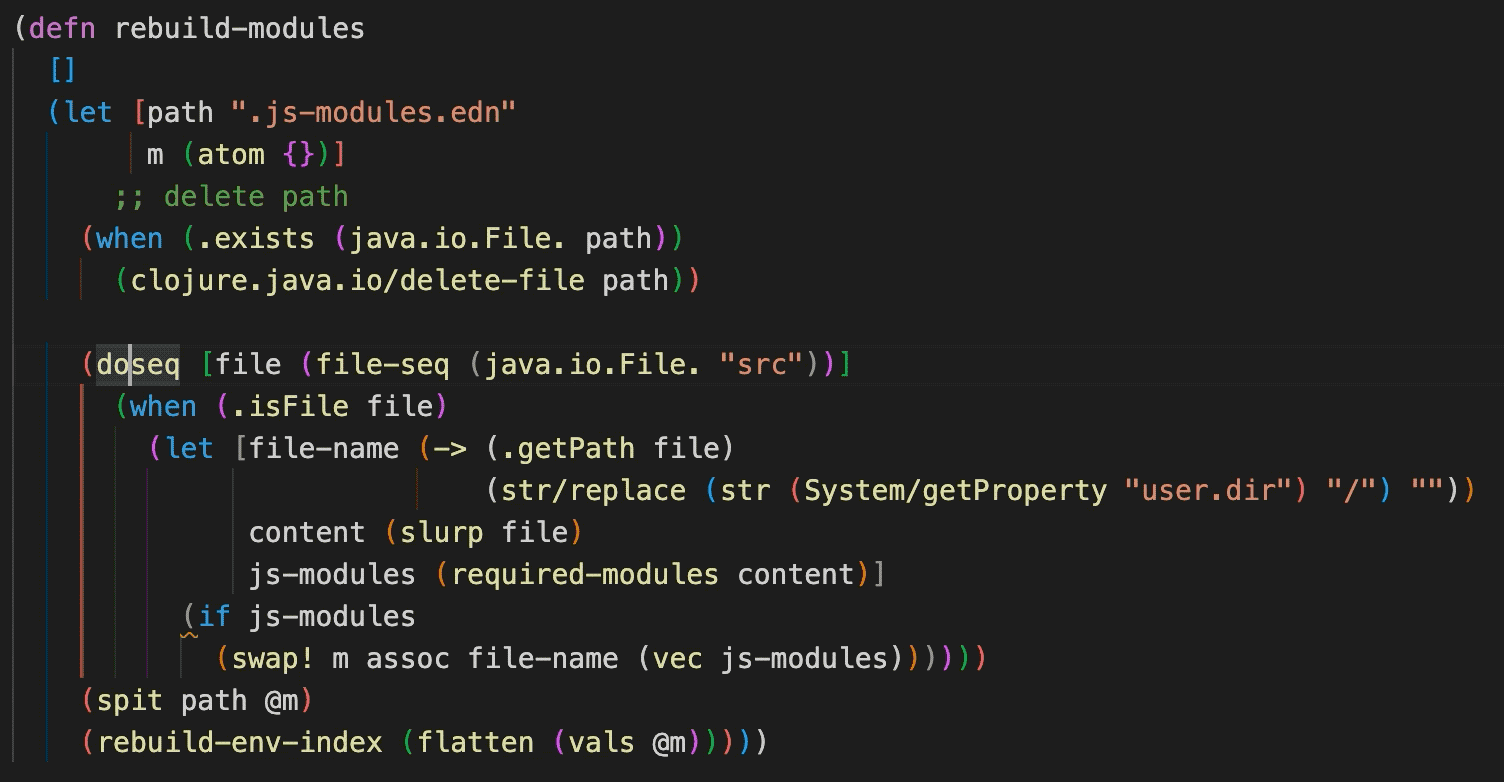 (defn rebuild-modules
  []
  (let [path ".js-modules.edn"
        m (atom {})]
      ;; delete path
    (when (.exists (java.io.File. path))
      (clojure.java.io/delete-file path))

    (doseq [file (file-seq (java.io.File. "src"))]
      (when (.isFile file)
        (let [file-name (-> (.getPath file)
                            (str/replace (str (System/getProperty "user.dir") "/") ""))
              content (slurp file)
              js-modules (required-modules content)]
          (if js-modules
            (swap! m assoc file-name (vec js-modules))))))
    (spit path @m)
    (rebuild-env-index (flatten (vals @m)))))